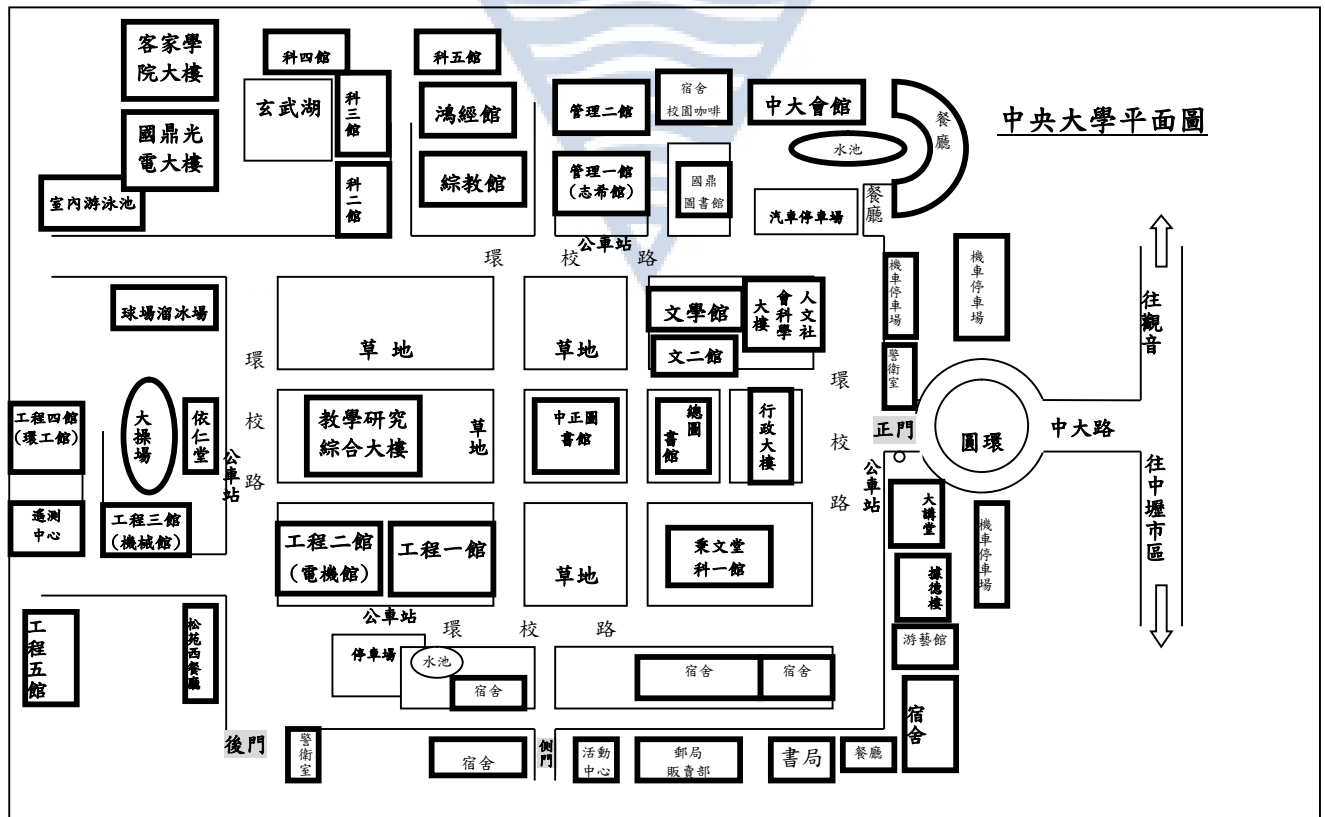 中央大學平面圖
客家學
院大樓
科四館
科五館
國鼎光
電大樓
玄武湖
科三館
鴻經館
管理二館
宿舍
校園咖啡
中大會館
水池
餐廳
室內游泳池
科二館
綜教館
管理一館
(志希館)
國鼎
圖書館
汽車停車場
餐廳
公車站
環 校 路
球場溜冰場
草 地
草地
文學館
文二館
人文社
會科學
大樓
機車停車場
機車停車場
警衛室
往觀音
環
校
路
工程四館
(環工館)
大操場
依仁堂
公車站
教學研究
綜合大樓
草地
中正圖
書館
總圖
書館
行政大樓
環
校
路
正門
圓環
中大路
公車站
往中壢市區
遙測
中心
工程三館
(機械館)
工程二館
(電機館)
工程一館
草地
秉文堂
科一館
大講堂
機車停車場
據德樓
公車站
環 校 路
工程五館
松苑西餐廳
停車場
水池
宿舍
宿舍
宿舍
游藝館
宿舍
後門
警衛室
宿舍
側門
活動
中心
郵局
販賣部
書局
餐廳